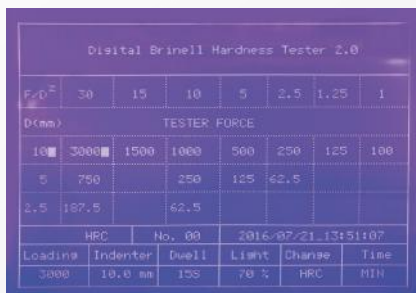 Digital Brinell Hardness Tester 2.0
F/D² 30 15 10 5 2.5 1.25 1
D(mm) TESTER FORCE
10 3000 1500 1000 500 250 125 100
5 750 250 125 62.5
2.5 187.5 62.5
HRC No. 00 2016/07/21_13:51:07
Loading Indenter Dwell Light Change Time
3000 10.0 mm 15S 70 % HRC MIN